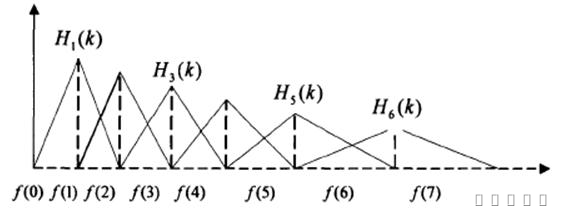 H₁(k)
H₃(k)
H₅(k)
H₆(k)
f(0) f(1) f(2) f(3) f(4) f(5) f(6) f(7)